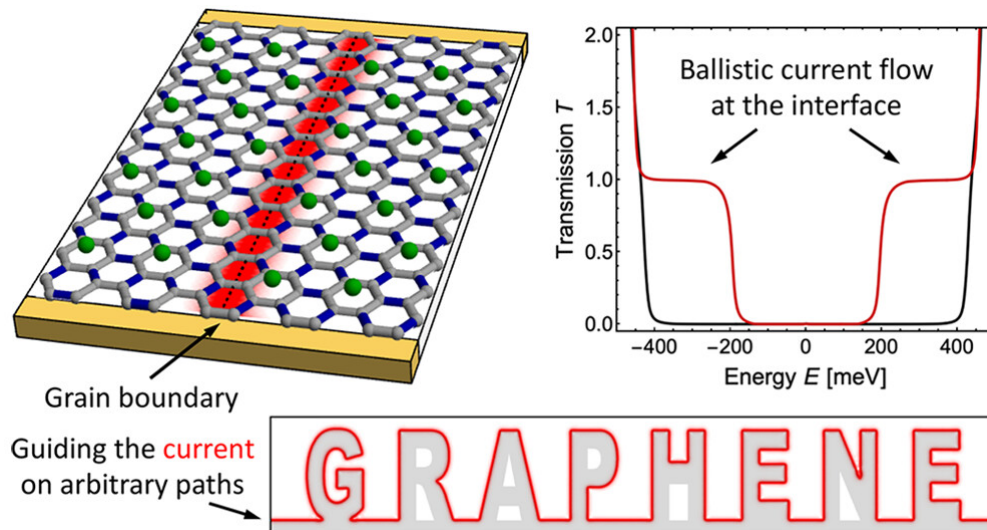 Grain boundary
Guiding the current
on arbitrary paths
Ballistic current flow
at the interface
Transmission T
2.0
1.5
1.0
0.5
0.0
−400 −200 0 200 400
Energy E [meV]
GRAPHENE